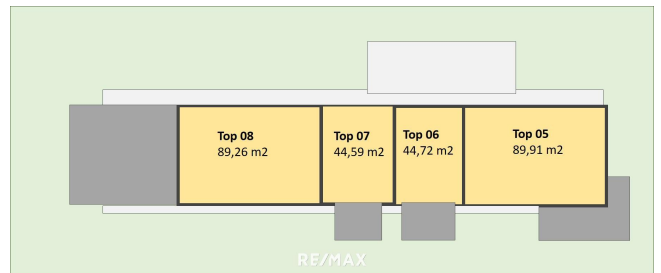 Top 08
89,26 m2
Top 07
44,59 m2
Top 06
44,72 m2
Top 05
89,91 m2
RE/MAX